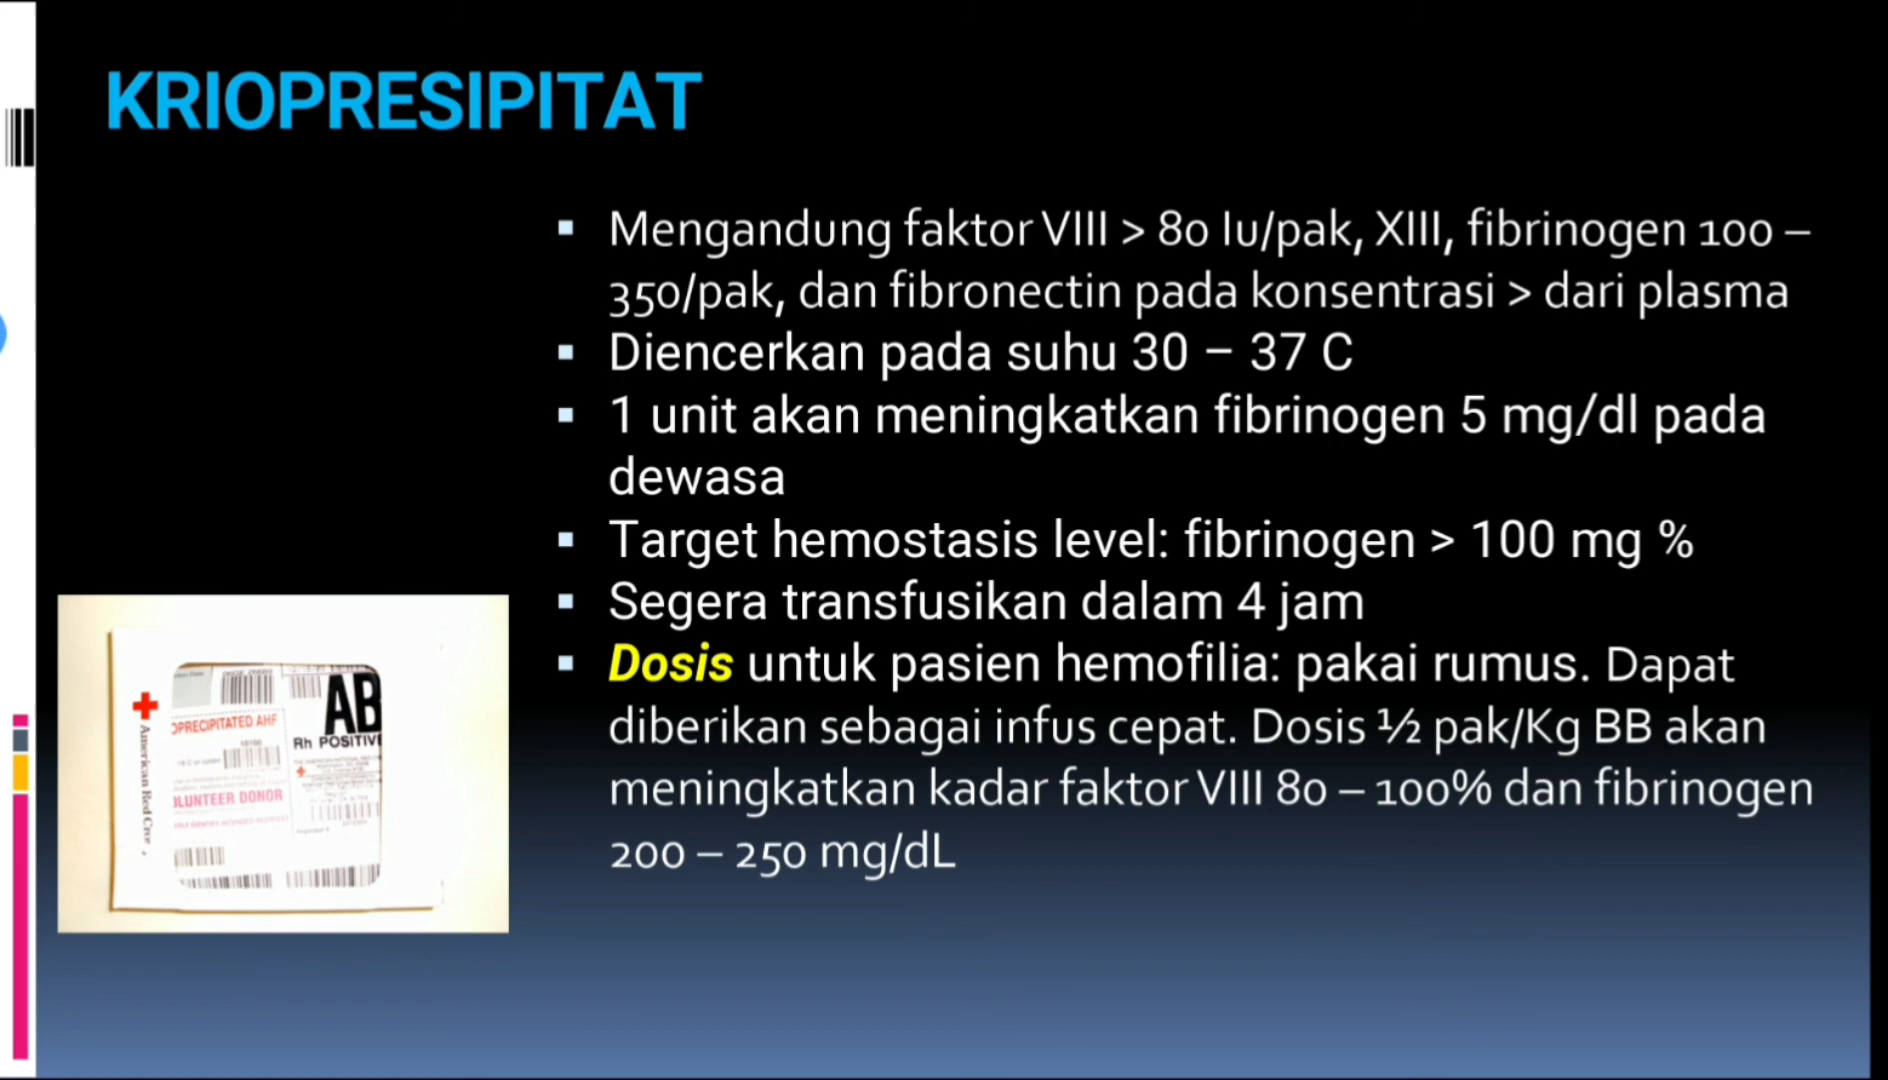 KRIOPRESIPITAT
Mengandung faktor VIII > 80 Iu/pak, XIII, fibrinogen 100 –
350/pak, dan fibronectin pada konsentrasi > dari plasma
Diencerkan pada suhu 30 – 37 C
1 unit akan meningkatkan fibrinogen 5 mg/dl pada
dewasa
Target hemostasis level: fibrinogen > 100 mg %
Segera transfusikan dalam 4 jam
Dosis untuk pasien hemofilia: pakai rumus. Dapat
diberikan sebagai infus cepat. Dosis ½ pak/Kg BB akan
meningkatkan kadar faktor VIII 80 – 100% dan fibrinogen
200 – 250 mg/dL
American Red Cro
OPRECIPITATED AHF
LUNTEER DONOR
AB
Rh POSITIVE